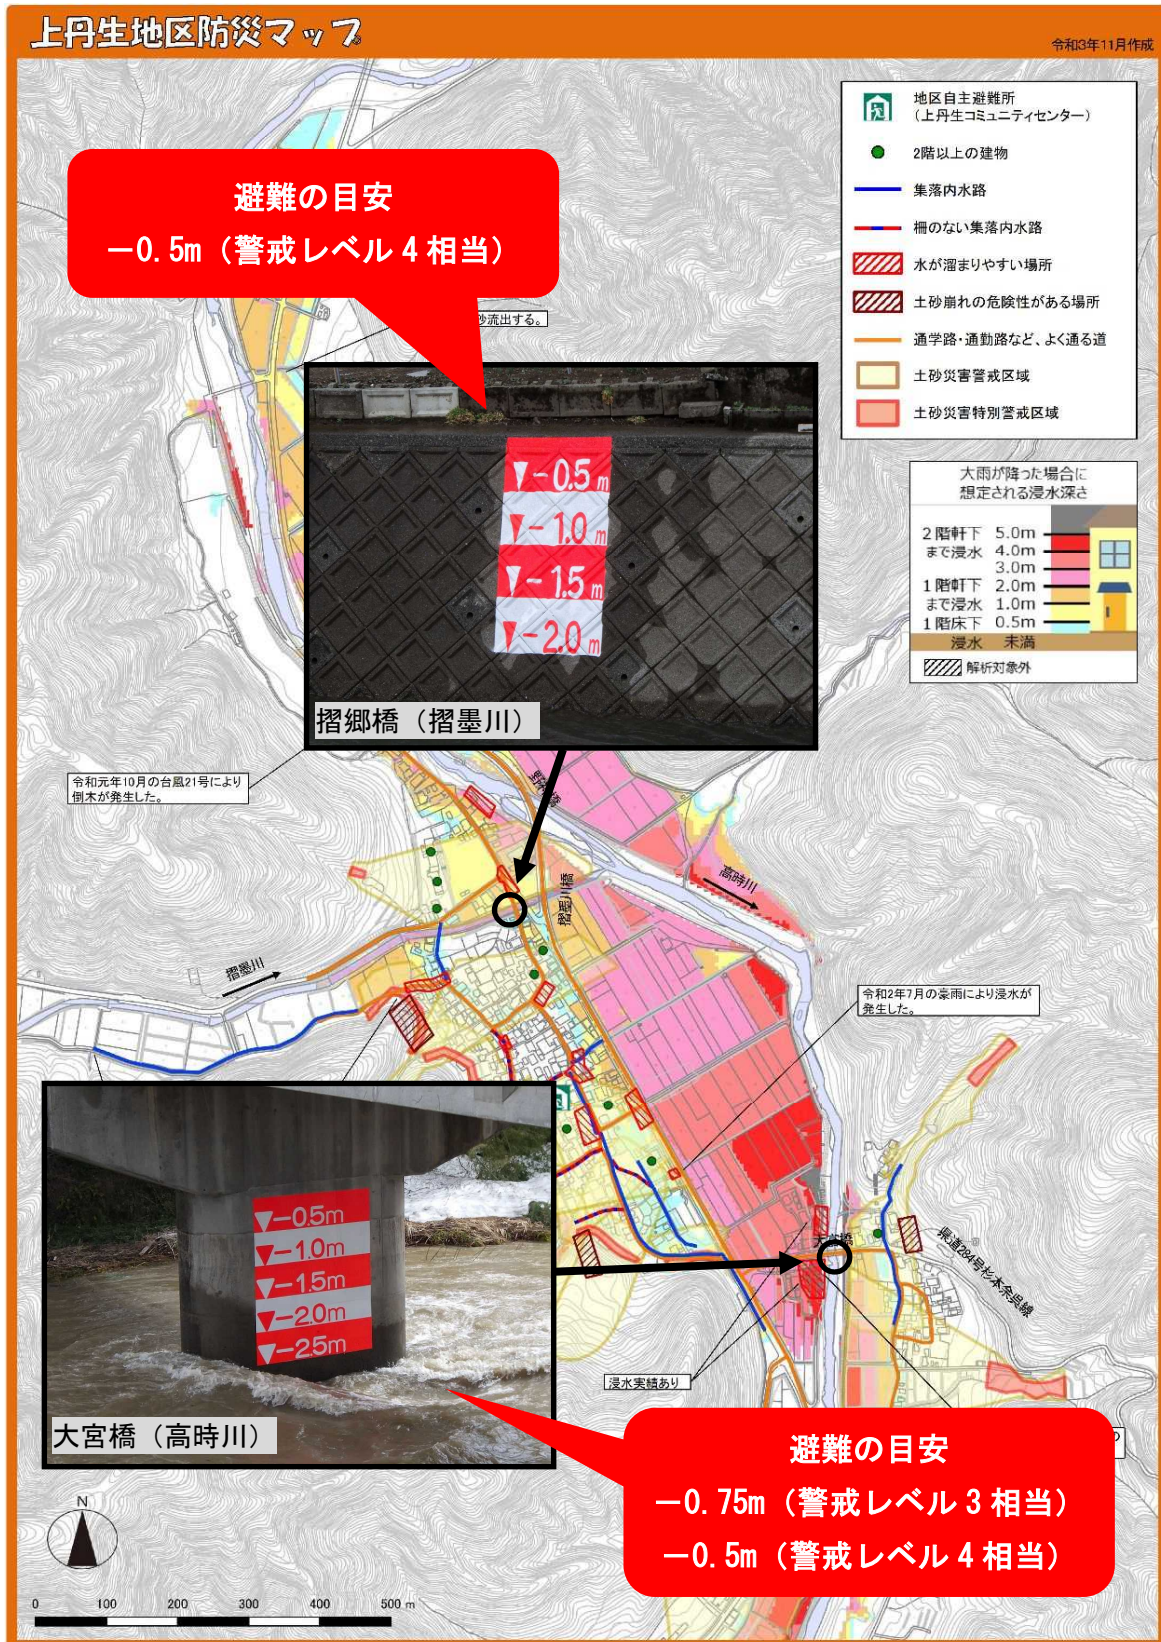 上丹生地区防災マップ
令和3年11月作成
地区自主避難所
(上丹生コミュニティセンター)
2階以上の建物
集落内水路
柵のない集落内水路
水が溜まりやすい場所
土砂崩れの危険性がある場所
通学路・通勤路など、よく通る道
土砂災害警戒区域
土砂災害特別警戒区域
大雨が降った場合に
想定される浸水深さ
2階軒下 5.0m
まで浸水 4.0m
3.0m
1階軒下 2.0m
まで浸水 1.0m
1階床下 0.5m
浸水 未満
解析対象外
避難の目安
－0.5m（警戒レベル4相当）
砂流出する。
▼-0.5m
▼-1.0m
▼-1.5m
▼-2.0m
摺郷橋（摺墨川）
令和元年10月の台風21号により
倒木が発生した。
高時川
摺墨川橋
摺墨川
令和2年7月の豪雨により浸水が
発生した。
大宮橋
県道284号杉本余呉線
▼-0.5m
▼-1.0m
▼-1.5m
▼-2.0m
▼-2.5m
大宮橋（高時川）
浸水実績あり
避難の目安
－0.75m（警戒レベル3相当）
－0.5m（警戒レベル4相当）
N
0 100 200 300 400 500 m